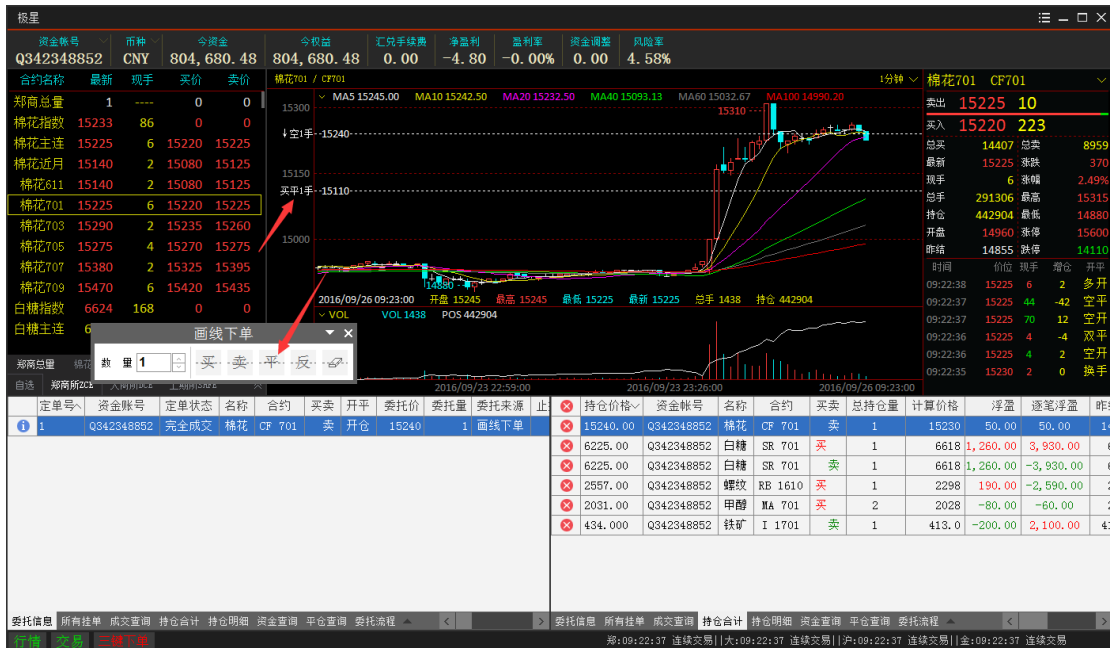 极星
资金帐号 币种 今资金 今权益 汇兑手续费 净盈利 盈利率 资金调整 风险率
Q342348852 CNY 804,680.48 804,680.48 0.00 -4.80 -0.00% 0.00 4.58%
合约名称 最新 现手 买价 卖价
郑商总量 1 ---- 0 0
棉花指数 15233 86 0 0
棉花主连 15225 6 15220 15225
棉花近月 15140 2 15080 15125
棉花611 15140 2 15080 15125
棉花701 15225 6 15220 15225
棉花703 15290 2 15235 15260
棉花705 15275 4 15270 15275
棉花707 15380 2 15325 15395
棉花709 15470 6 15420 15435
白糖指数 6624 168 0 0
白糖主连 6
郑商总量 棉花
自选 郑商所ZCE 大商所DCE 上期所SHFE
棉花701 / CF701 1分钟
MA5 15245.00 MA10 15242.50 MA20 15232.50 MA40 15093.13 MA60 15032.67 MA100 14990.20
15300
15310
↓空1手 15240
15150
买平1手 15110
15000
14880
2016/09/26 09:23:00 开盘 15245 最高 15245 最低 15225 最新 15225 总手 1438 持仓 442904
VOL VOL 1438 POS 442904
2016/09/23 22:59:00 2016/09/23 23:26:00 2016/09/26 09:23:00
画线下单
数 量 1 买 卖 平 反
棉花701 CF701
卖出 15225 10
买入 15220 223
总买 14407 总卖 8959
最新 15225 涨跌 370
现手 6 涨幅 2.49%
总手 291306 最高 15315
持仓 442904 最低 14880
开盘 14960 涨停 15600
昨结 14855 跌停 14110
时间 价位 现手 增仓 开平
09:22:38 15225 6 2 多开
09:22:37 15225 44 -42 空平
09:22:37 15225 70 12 空开
09:22:36 15225 4 -4 双平
09:22:36 15225 4 2 空开
09:22:35 15230 2 0 换手
定单号 资金账号 定单状态 名称 合约 买卖 开平 委托价 委托量 委托来源 止
1 Q342348852 完全成交 棉花 CF 701 卖 开仓 15240 1 画线下单
持仓价格 资金帐号 名称 合约 买卖 总持仓量 计算价格 浮盈 逐笔浮盈 昨
15240.00 Q342348852 棉花 CF 701 卖 1 15230 50.00 50.00
6225.00 Q342348852 白糖 SR 701 买 1 6618 1,260.00 3,930.00
6225.00 Q342348852 白糖 SR 701 卖 1 6618 -1,260.00 -3,930.00
2557.00 Q342348852 螺纹 RB 1610 买 1 2298 190.00 -2,590.00
2031.00 Q342348852 甲醇 MA 701 买 2 2028 -80.00 -60.00
434.000 Q342348852 铁矿 I 1701 卖 1 413.0 -200.00 2,100.00
委托信息 所有挂单 成交查询 持仓合计 持仓明细 资金查询 平仓查询 委托流程
委托信息 所有挂单 成交查询 持仓合计 持仓明细 资金查询 平仓查询 委托流程
行情 交易 三键下单
郑:09:22:37 连续交易||大:09:22:37 连续交易||沪:09:22:37 连续交易||金:09:22:37 连续交易